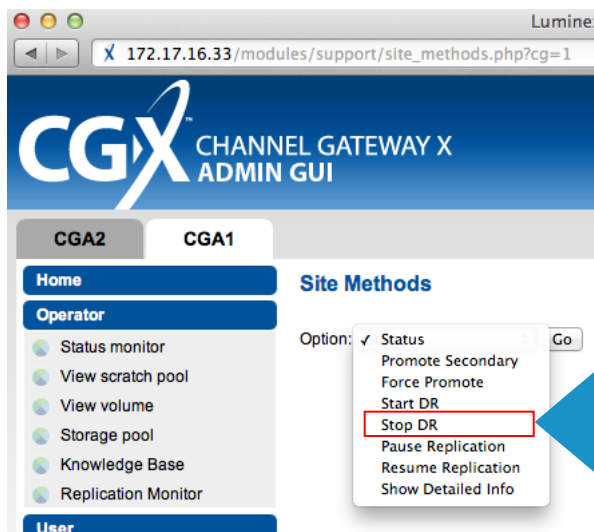 Lumine
172.17.16.33/modules/support/site_methods.php?cg=1
CGX™ CHANNEL GATEWAY X
ADMIN GUI
CGA2 CGA1
Home
Operator
Status monitor
View scratch pool
View volume
Storage pool
Knowledge Base
Replication Monitor
User
Site Methods
Option: ✓ Status Go
Promote Secondary
Force Promote
Start DR
Stop DR
Pause Replication
Resume Replication
Show Detailed Info